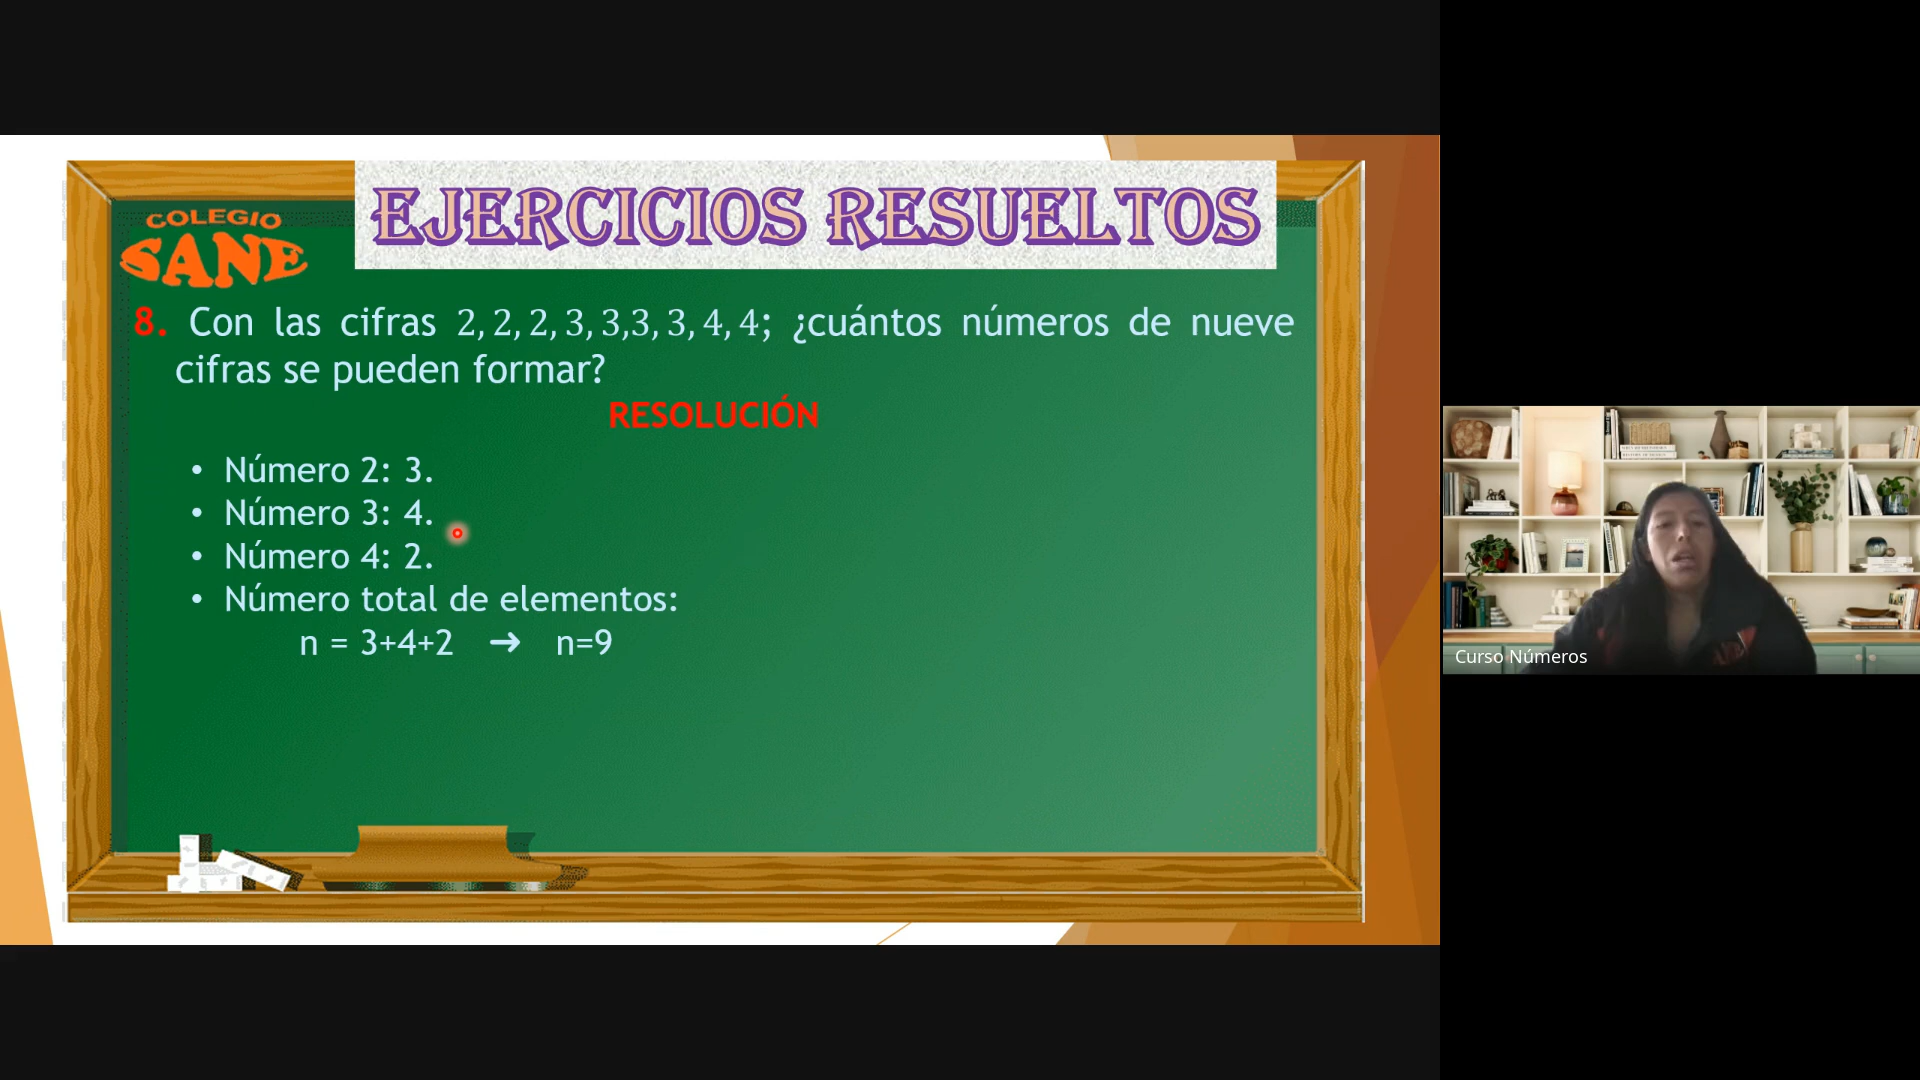 EJERCICIOS RESUELTOS
COLEGIO
SANE
8. Con las cifras 2, 2, 2, 3, 3,3, 3, 4, 4; ¿cuántos números de nueve
cifras se pueden formar?
RESOLUCIÓN
• Número 2: 3.
• Número 3: 4.
• Número 4: 2.
• Número total de elementos:
n = 3+4+2 → n=9
Curso Números